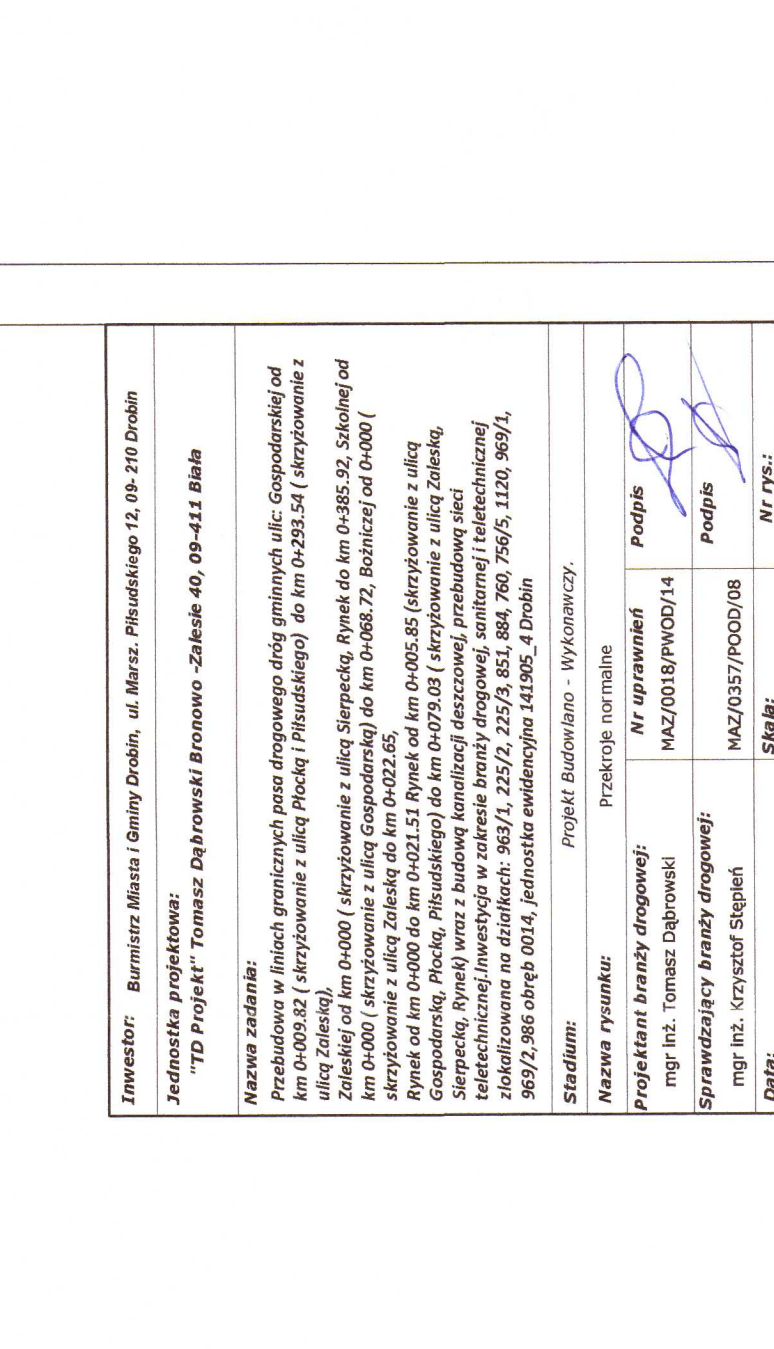 Inwestor: Burmistrz Miasta i Gminy Drobin, ul. Marsz. Piłsudskiego 12, 09- 210 Drobin
Jednostka projektowa:
"TD Projekt" Tomasz Dąbrowski Bronowo -Zalesie 40, 09-411 Biała
Nazwa zadania:
Przebudowa w liniach granicznych pasa drogowego dróg gminnych ulic: Gospodarskiej od
km 0+009.82 ( skrzyżowanie z ulicą Płocką i Piłsudskiego) do km 0+293.54 ( skrzyżowanie z
ulicą Zaleską),
Zaleskiej od km 0+000 ( skrzyżowanie z ulicą Sierpecką, Rynek do km 0+385.92, Szkolnej od
km 0+000 ( skrzyżowanie z ulicą Gospodarską) do km 0+068.72, Bożniczej od 0+000 (
skrzyżowanie z ulicą Zaleską do km 0+022.65,
Rynek od km 0+000 do km 0+021.51 Rynek od km 0+005.85 (skrzyżowanie z ulicą
Gospodarską, Płocką, Piłsudskiego) do km 0+079.03 ( skrzyżowanie z ulicą Zaleską,
Sierpecką, Rynek) wraz z budową kanalizacji deszczowej, przebudową sieci
teletechnicznej.Inwestycja w zakresie branży drogowej, sanitarnej i teletechnicznej
zlokalizowana na działkach: 963/1, 225/2, 225/3, 851, 884, 760, 756/5, 1120, 969/1,
969/2,986 obręb 0014, jednostka ewidencyjna 141905_4 Drobin
Stadium: Projekt Budowlano - Wykonawczy.
Nazwa rysunku: Przekroje normalne
Projektant branży drogowej: Nr uprawnień Podpis
mgr inż. Tomasz Dąbrowski MAZ/0018/PWOD/14
Sprawdzający branży drogowej: Podpis
mgr inż. Krzysztof Stępień MAZ/0357/POOD/08
Data: Skala: Nr rys.: